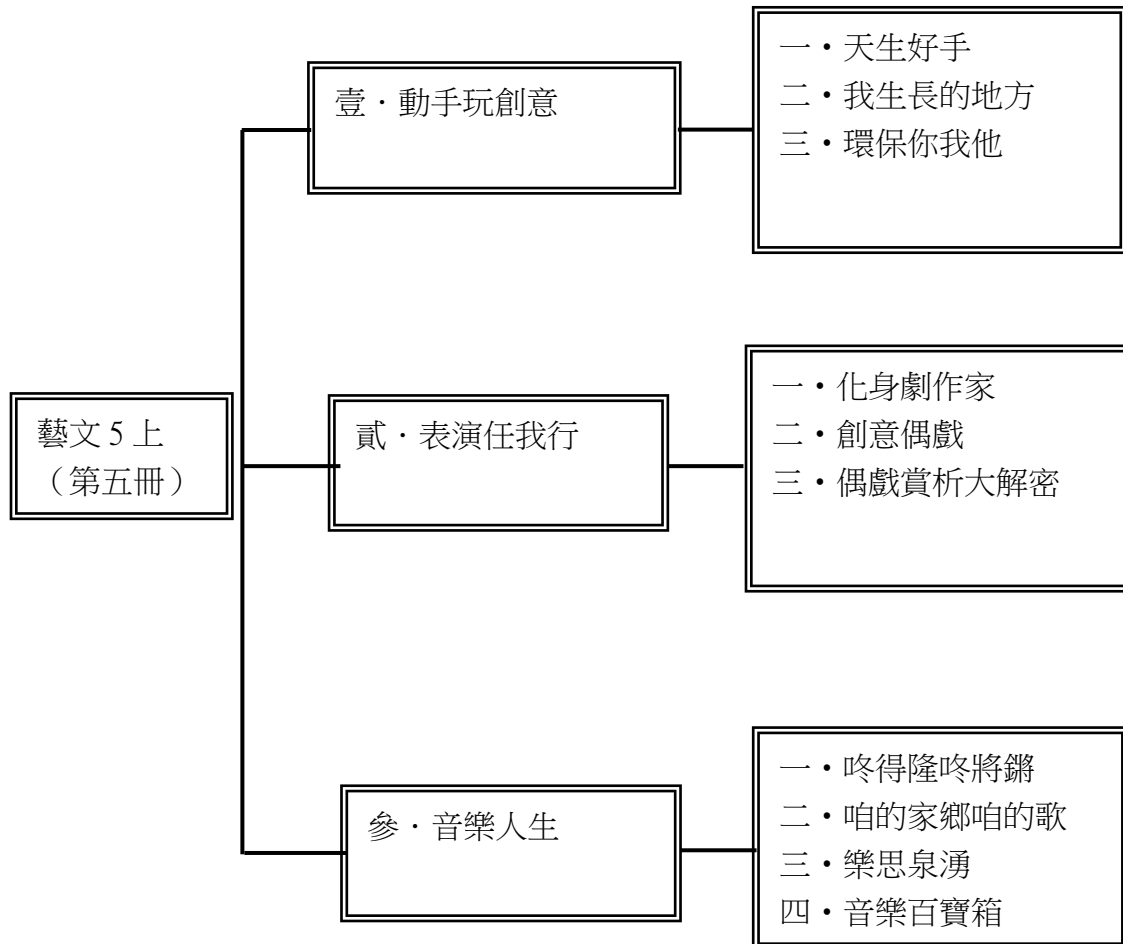 藝文 5 上
（第五冊）
壹．動手玩創意
一・天生好手
二・我生長的地方
三・環保你我他
貳．表演任我行
一・化身劇作家
二・創意偶戲
三・偶戲賞析大解密
參．音樂人生
一・咚得隆咚將鏘
二・咱的家鄉咱的歌
三・樂思泉湧
四・音樂百寶箱